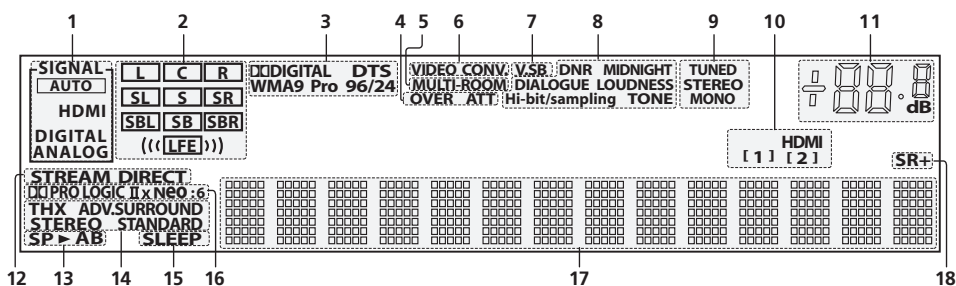 1 2 3 4 5 6 7 8 9 10 11
SIGNAL
AUTO
HDMI
DIGITAL
ANALOG
L C R
SL S SR
SBL SB SBR
((( LFE )))
DIGITAL DTS
WMA9 Pro 96/24
VIDEO CONV.
MULTI-ROOM
OVER ATT
V.SB DNR MIDNIGHT
DIALOGUE LOUDNESS
Hi-bit/sampling TONE
TUNED
STEREO
MONO
-88.8
dB
HDMI
[ 1 ] [ 2 ]
SR+
STREAM DIRECT
PRO LOGIC II x Neo :6
THX ADV.SURROUND
STEREO STANDARD
SP ► AB SLEEP
12 13 14 15 16 17 18